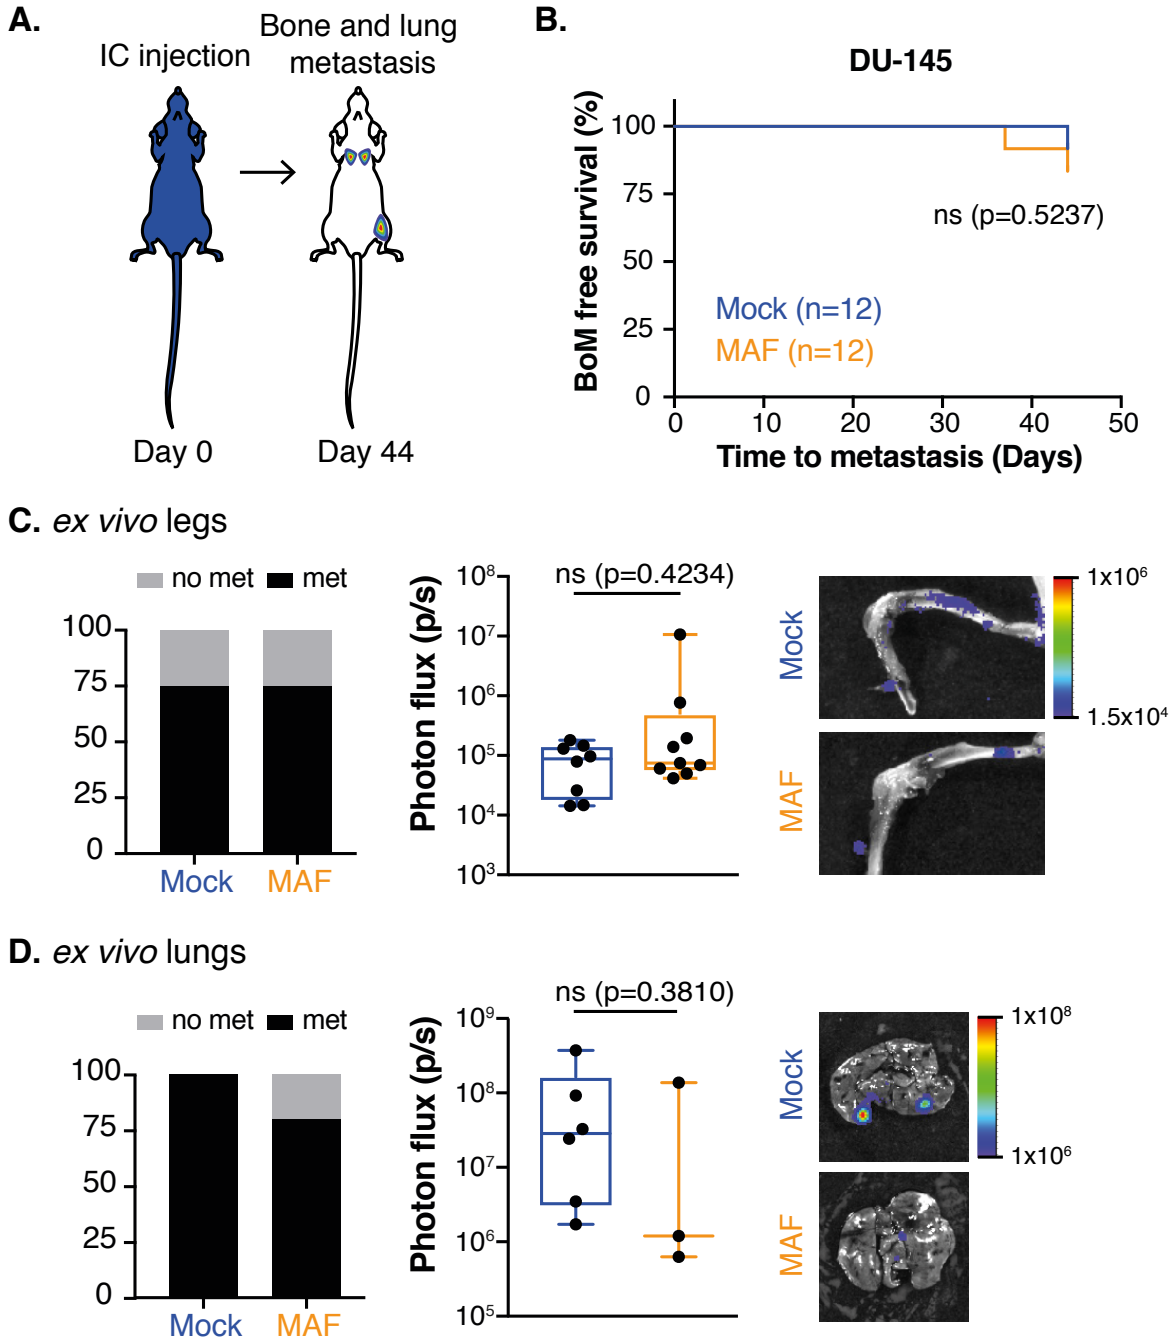 A.
IC injection
Bone and lung
metastasis
Day 0
Day 44
B.
DU-145
BoM free survival (%)
100
75
50
25
0
ns (p=0.5237)
Mock (n=12)
MAF (n=12)
0 10 20 30 40 50
Time to metastasis (Days)
C. ex vivo legs
no met met
100
75
50
25
0
Mock MAF
Photon flux (p/s)
ns (p=0.4234)
10⁸
10⁷
10⁶
10⁵
10⁴
10³
Mock
MAF
1x10⁶
1.5x10⁴
D. ex vivo lungs
no met met
100
75
50
25
0
Mock MAF
Photon flux (p/s)
ns (p=0.3810)
10⁹
10⁸
10⁷
10⁶
10⁵
Mock
MAF
1x10⁸
1x10⁶